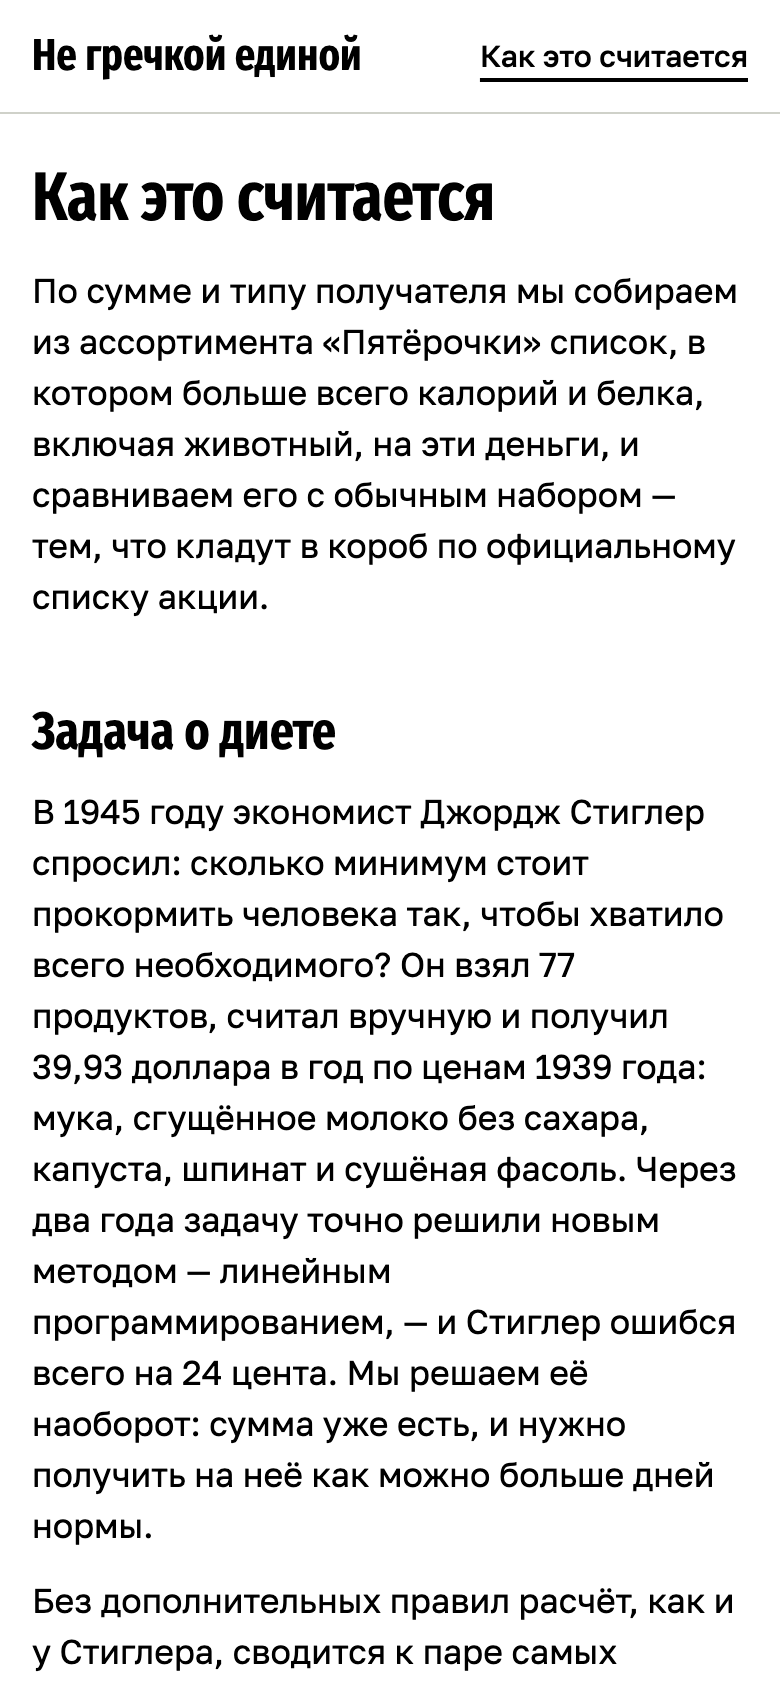 Не гречкой единой
Как это считается
Как это считается
По сумме и типу получателя мы собираем
из ассортимента «Пятёрочки» список, в
котором больше всего калорий и белка,
включая животный, на эти деньги, и
сравниваем его с обычным набором —
тем, что кладут в короб по официальному
списку акции.
Задача о диете
В 1945 году экономист Джордж Стиглер
спросил: сколько минимум стоит
прокормить человека так, чтобы хватило
всего необходимого? Он взял 77
продуктов, считал вручную и получил
39,93 доллара в год по ценам 1939 года:
мука, сгущённое молоко без сахара,
капуста, шпинат и сушёная фасоль. Через
два года задачу точно решили новым
методом — линейным
программированием, — и Стиглер ошибся
всего на 24 цента. Мы решаем её
наоборот: сумма уже есть, и нужно
получить на неё как можно больше дней
нормы.
Без дополнительных правил расчёт, как и
у Стиглера, сводится к паре самых